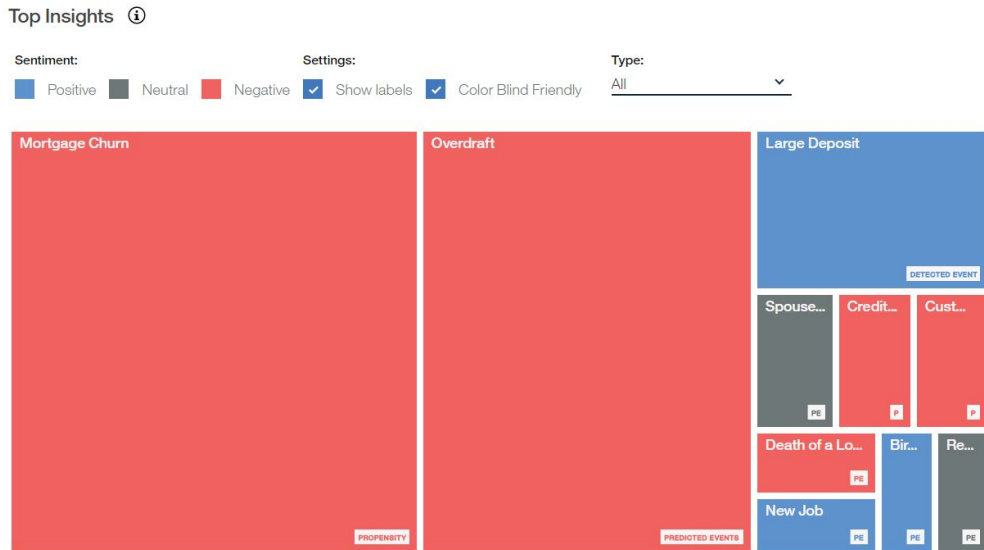 Top Insights
Sentiment: Settings: Type:
Positive Neutral Negative Show labels Color Blind Friendly All
Mortgage Churn
PROPENSITY
Overdraft
PREDICTED EVENTS
Large Deposit
DETECTED EVENT
Spouse...
PE
Credit...
P
Cust...
P
Death of a Lo...
PE
New Job
PE
Bir...
PE
Re...
PE